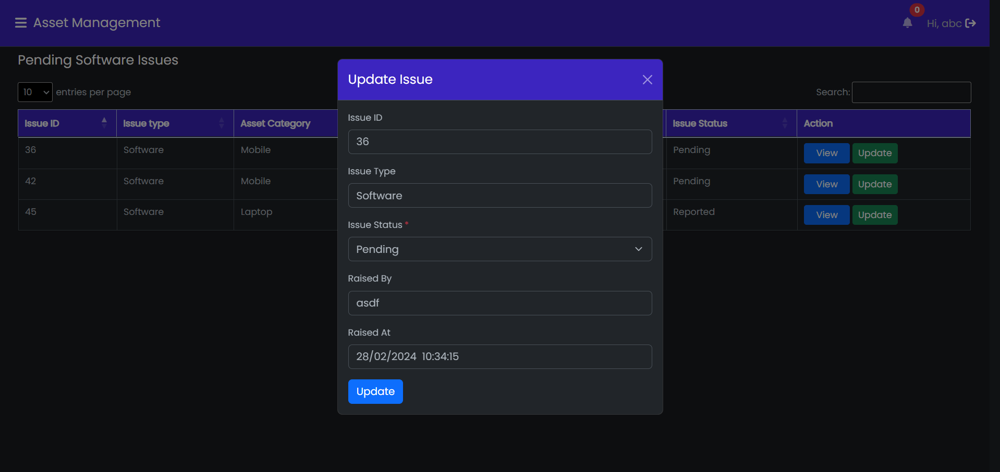 Asset Management
0
Hi, abc
Pending Software Issues
10 entries per page
Search:
Issue ID Issue type Asset Category Issue Status Action
36 Software Mobile Pending View Update
42 Software Mobile Pending View Update
45 Software Laptop Reported View Update
Update Issue
Issue ID
36
Issue Type
Software
Issue Status *
Pending
Raised By
asdf
Raised At
28/02/2024 10:34:15
Update